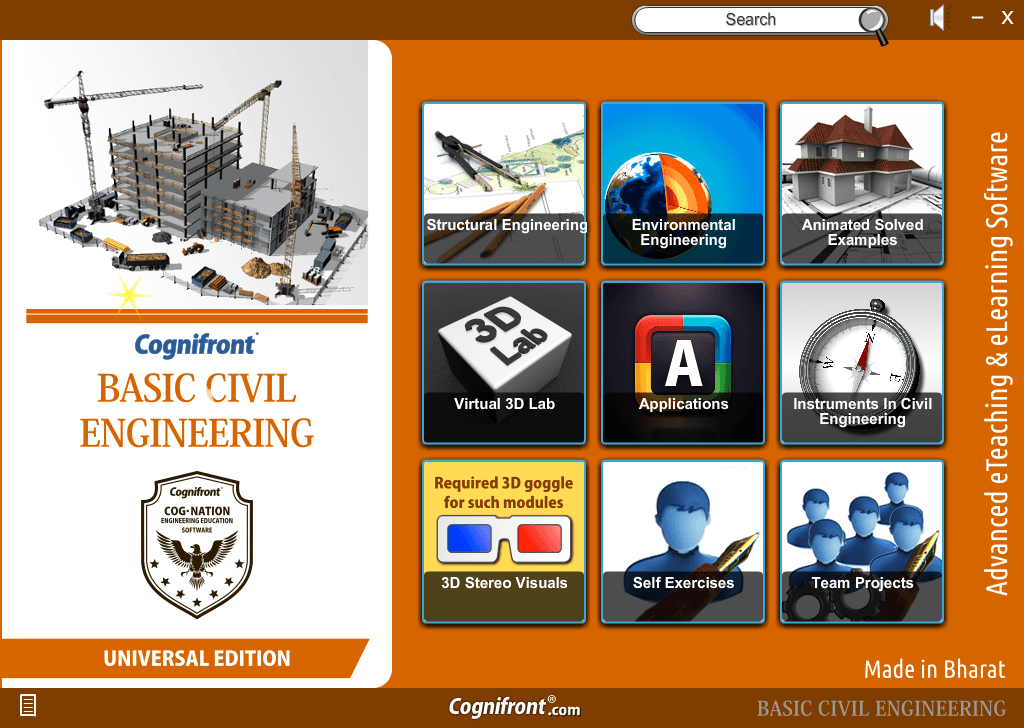 Search
– X
Cognifront
BASIC CIVIL
ENGINEERING
Cognifront
COG•NATION
ENGINEERING EDUCATION
SOFTWARE
UNIVERSAL EDITION
Structural Engineering
Environmental
Engineering
Animated Solved
Examples
3D
Lab
Virtual 3D Lab
A
Applications
N
W
E
Instruments In Civil
Engineering
Required 3D goggle
for such modules
3D Stereo Visuals
Self Exercises
Team Projects
Advanced eTeaching & eLearning Software
Made in Bharat
Cognifront®.com
BASIC CIVIL ENGINEERING